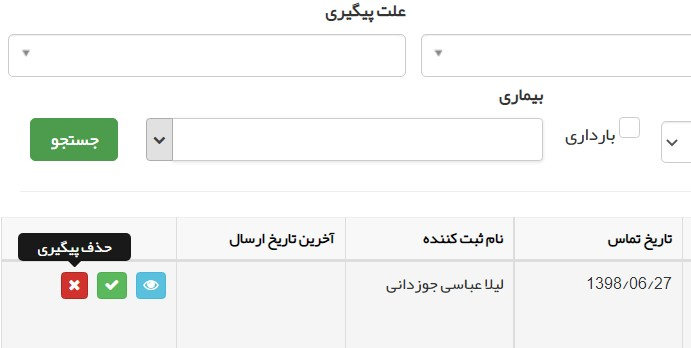 علت پیگیری
بیماری
بارداری
جستجو
تاریخ تماس
نام ثبت کننده
آخرین تاریخ ارسال
حذف پیگیری
1398/06/27
لیلا عباسی جوزدانی